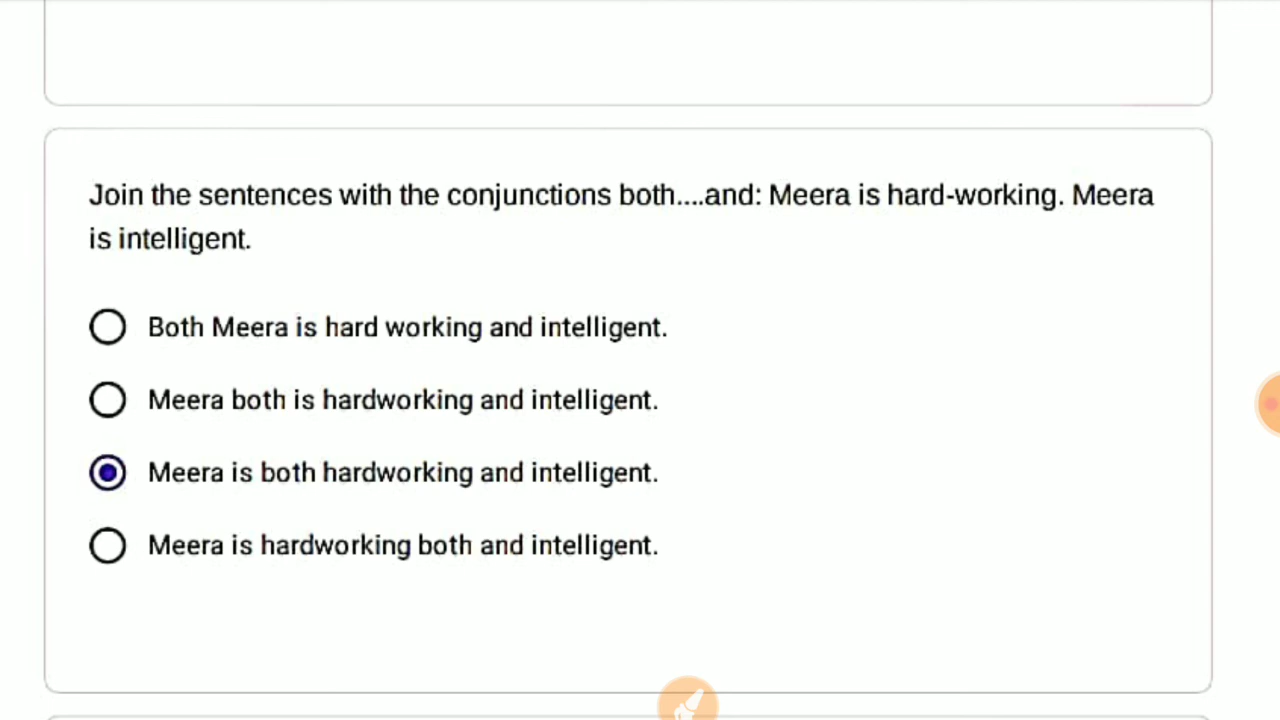 Join the sentences with the conjunctions both....and: Meera is hard-working. Meera
is intelligent.
Both Meera is hard working and intelligent.
Meera both is hardworking and intelligent.
Meera is both hardworking and intelligent.
Meera is hardworking both and intelligent.